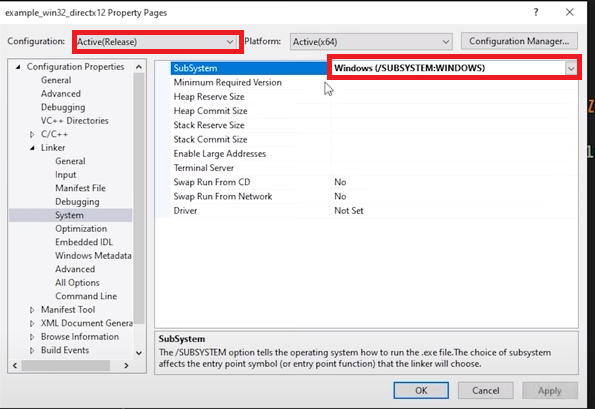 example_win32_directx12 Property Pages
?
Configuration: Active(Release) Platform: Active(x64) Configuration Manager...
Configuration Properties
General
Advanced
Debugging
VC++ Directories
C/C++
Linker
General
Input
Manifest File
Debugging
System
Optimization
Embedded IDL
Windows Metadata
Advanced
All Options
Command Line
Manifest Tool
XML Document Genera
Browse Information
Build Events
SubSystem Windows (/SUBSYSTEM:WINDOWS)
Minimum Required Version
Heap Reserve Size
Heap Commit Size
Stack Reserve Size
Stack Commit Size
Enable Large Addresses
Terminal Server
Swap Run From CD No
Swap Run From Network No
Driver Not Set
SubSystem
The /SUBSYSTEM option tells the operating system how to run the .exe file.The choice of subsystem
affects the entry point symbol (or entry point function) that the linker will choose.
OK Cancel Apply